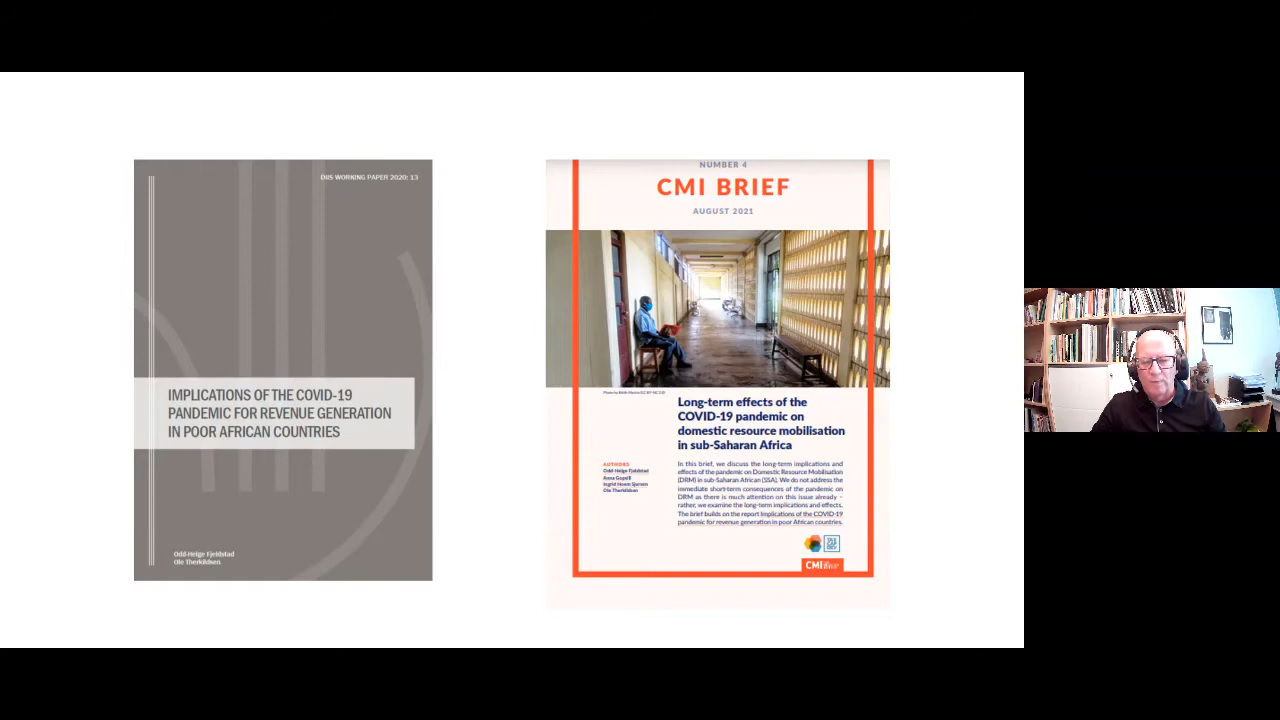 DIIS WORKING PAPER 2020: 13
IMPLICATIONS OF THE COVID-19
PANDEMIC FOR REVENUE GENERATION
IN POOR AFRICAN COUNTRIES
Odd-Helge Fjeldstad
Ole Therkildsen
NUMBER 4
CMI BRIEF
AUGUST 2021
Long-term effects of the
COVID-19 pandemic on
domestic resource mobilisation
in sub-Saharan Africa
AUTHORS
Odd-Helge Fjeldstad
Ingrid Hoem Sjursen
Ole Therkildsen
In this brief, we discuss the long-term implications and
effects of the pandemic on Domestic Resource Mobilisation
(DRM) in sub-Saharan African (SSA). We do not address the
immediate short-term consequences of the pandemic on
DRM as there is much attention on this issue already –
rather, we examine the long-term implications and effects.
The brief builds on the report Implications of the COVID-19
pandemic for revenue generation in poor African countries.
TAX
CAP
DEV
CMI